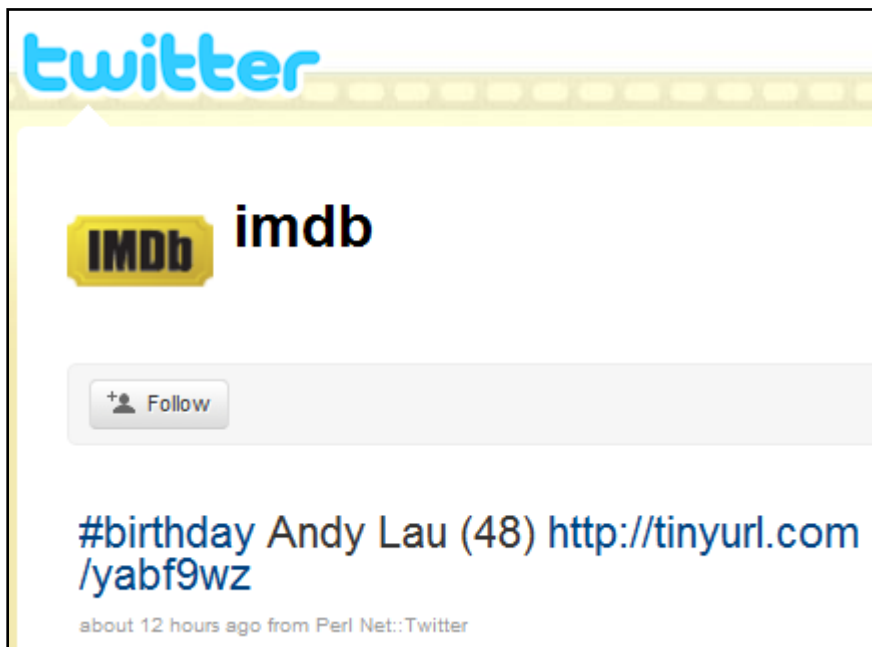 twitter
IMDb
imdb
Follow
#birthday Andy Lau (48) http://tinyurl.com
/yabf9wz
about 12 hours ago from Perl Net::Twitter